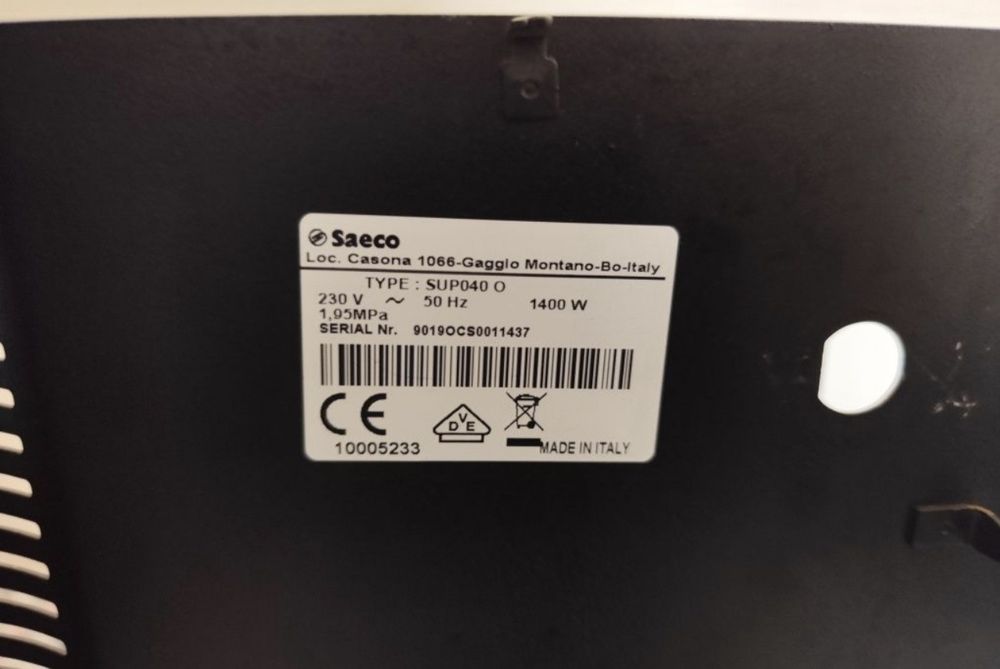 Saeco
Loc. Casona 1066-Gaggio Montano-Bo-Italy
TYPE : SUP040 O
230 V ~ 50 Hz 1400 W
1,95MPa
SERIAL Nr. 9019OCS0011437
CE
DVE
10005233
MADE IN ITALY